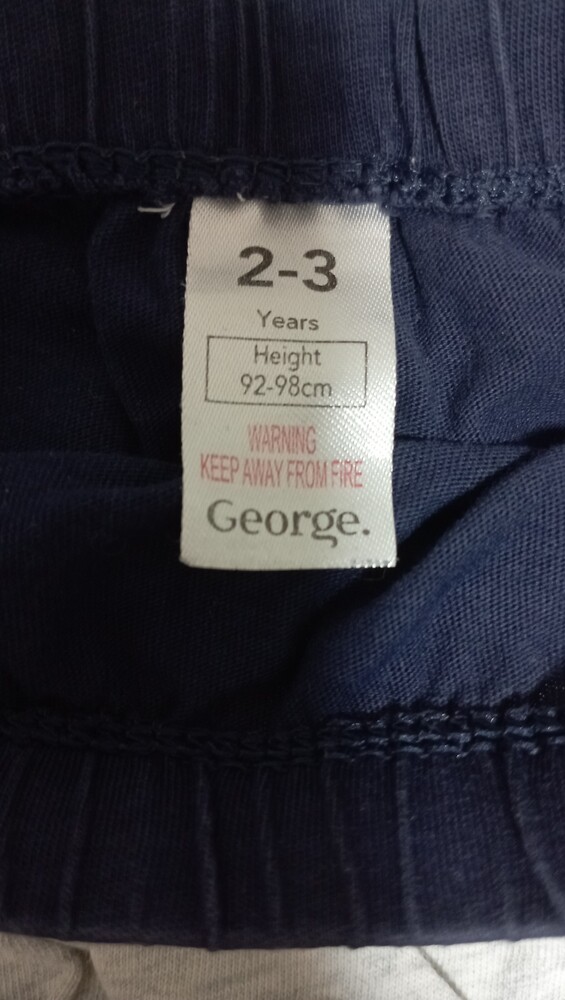 2-3
Years
Height
92-98cm
WARNING
KEEP AWAY FROM FIRE
George.